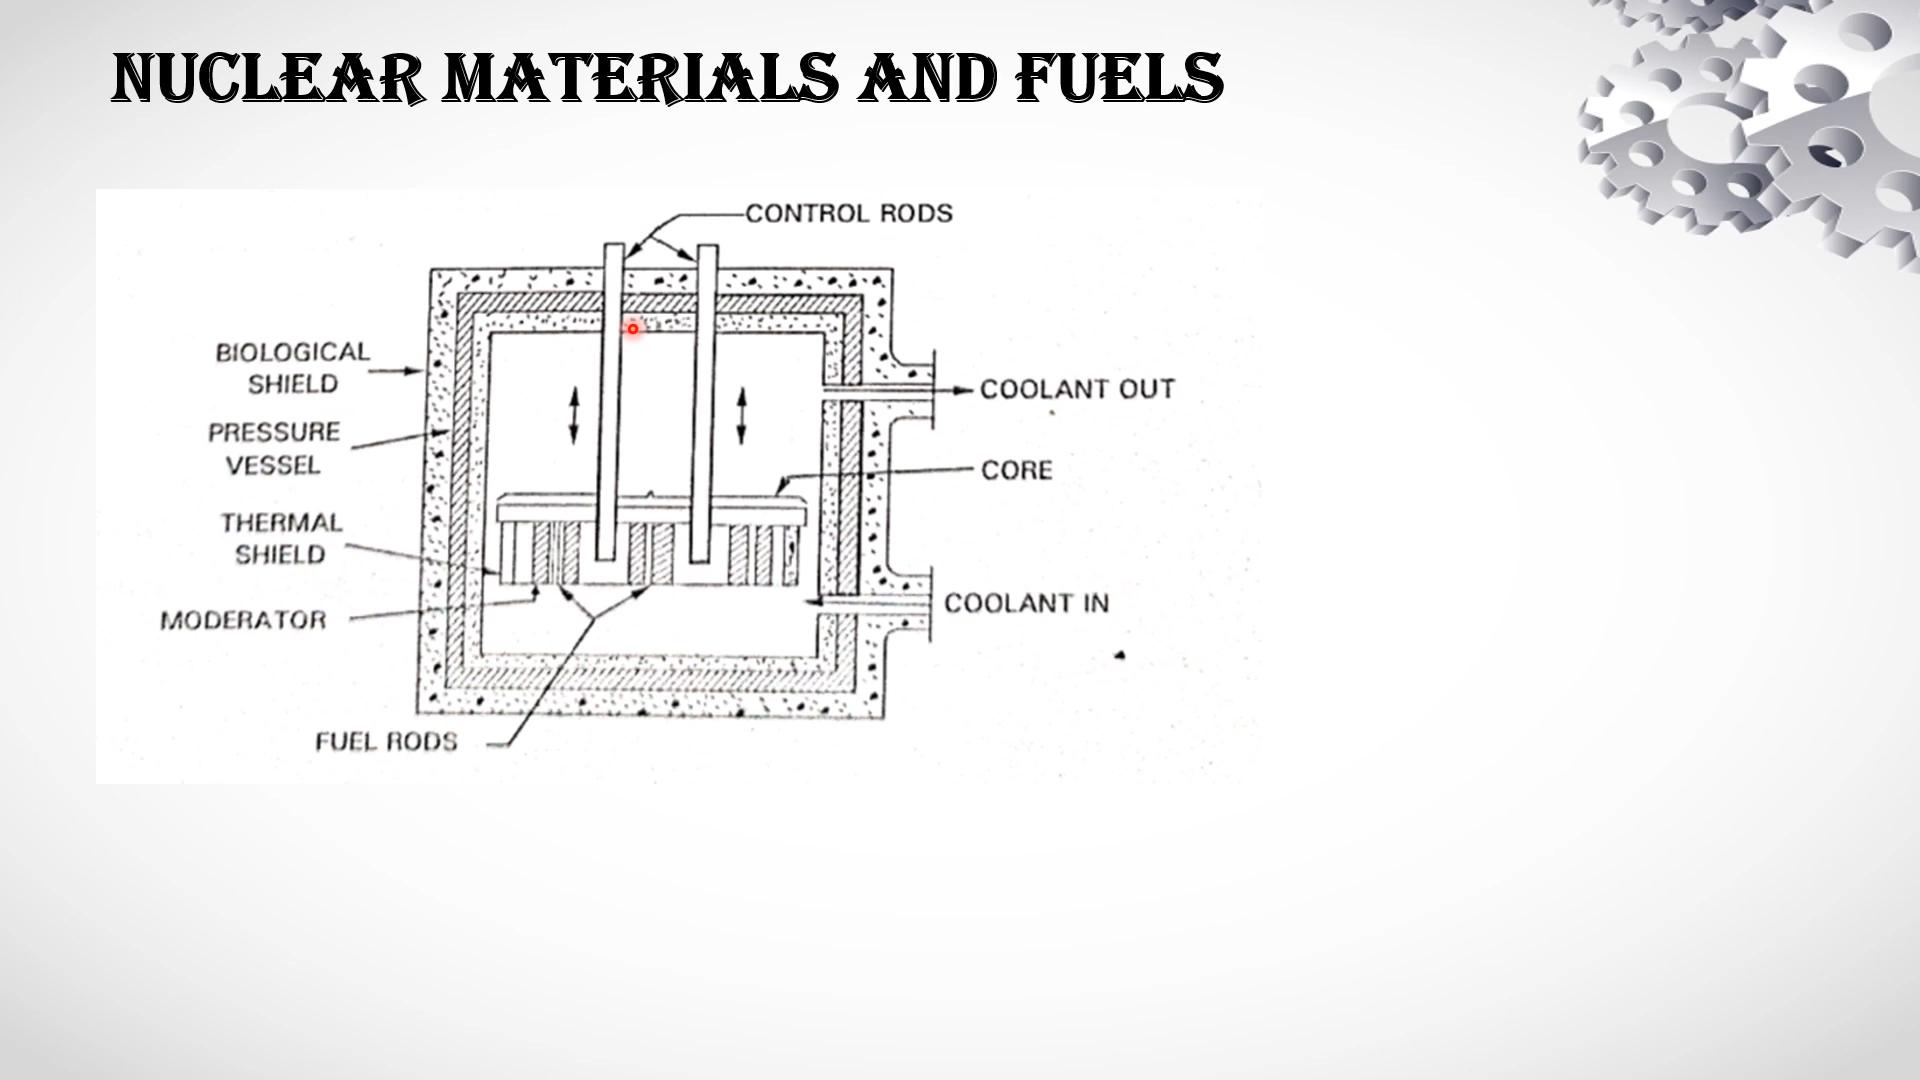 NUCLEAR MATERIALS AND FUELS
CONTROL RODS
BIOLOGICAL
SHIELD
COOLANT OUT
PRESSURE
VESSEL
CORE
THERMAL
SHIELD
MODERATOR
COOLANT IN
FUEL RODS